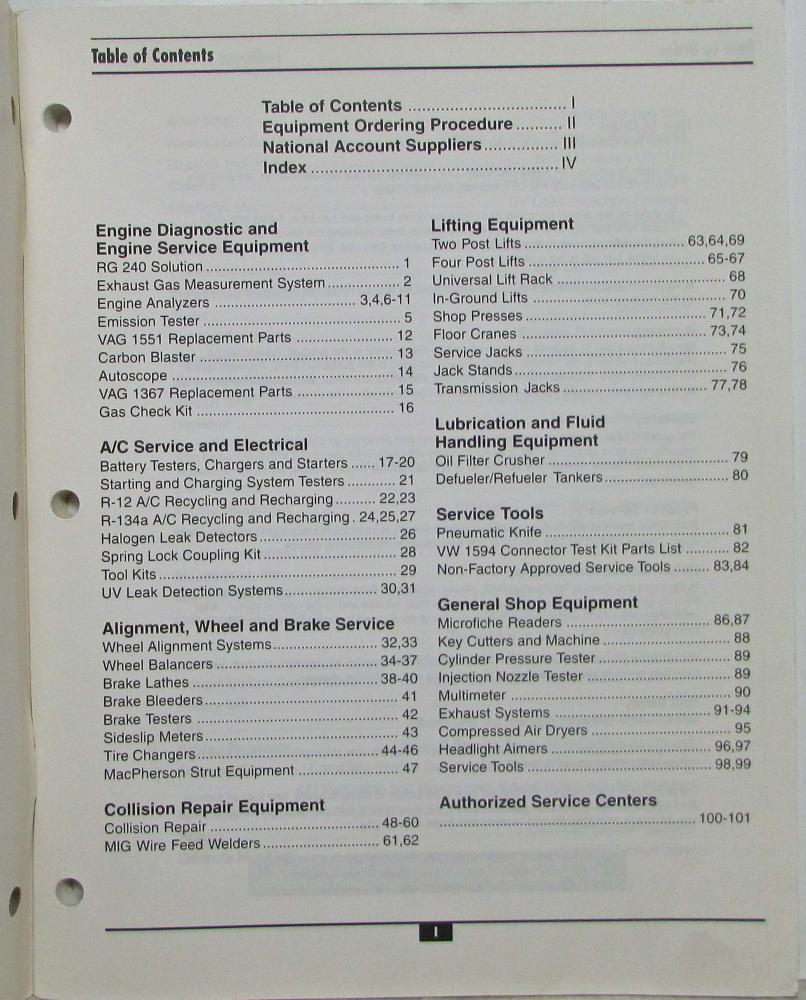 Table of Contents
Table of Contents ................................ I
Equipment Ordering Procedure .......... II
National Account Suppliers ................ III
Index .................................................. IV
Engine Diagnostic and
Engine Service Equipment
RG 240 Solution ............................................ 1
Exhaust Gas Measurement System ................ 2
Engine Analyzers .............................. 3,4,6-11
Emission Tester ............................................ 5
VAG 1551 Replacement Parts ...................... 12
Carbon Blaster ............................................ 13
Autoscope .................................................. 14
VAG 1367 Replacement Parts ...................... 15
Gas Check Kit ............................................ 16
A/C Service and Electrical
Battery Testers, Chargers and Starters ...... 17-20
Starting and Charging System Testers ............ 21
R-12 A/C Recycling and Recharging .......... 22,23
R-134a A/C Recycling and Recharging . 24,25,27
Halogen Leak Detectors .............................. 26
Spring Lock Coupling Kit .............................. 28
Tool Kits .................................................... 29
UV Leak Detection Systems .................... 30,31
Alignment, Wheel and Brake Service
Wheel Alignment Systems ........................ 32,33
Wheel Balancers .................................... 34-37
Brake Lathes ........................................ 38-40
Brake Bleeders ............................................ 41
Brake Testers .............................................. 42
Sideslip Meters ............................................ 43
Tire Changers ........................................ 44-46
MacPherson Strut Equipment ...................... 47
Collision Repair Equipment
Collision Repair .................................... 48-60
MIG Wire Feed Welders .......................... 61,62
Lifting Equipment
Two Post Lifts .................................... 63,64,69
Four Post Lifts ........................................ 65-67
Universal Lift Rack ...................................... 68
In-Ground Lifts ............................................ 70
Shop Presses ........................................ 71,72
Floor Cranes .......................................... 73,74
Service Jacks .............................................. 75
Jack Stands ................................................ 76
Transmission Jacks ................................ 77,78
Lubrication and Fluid
Handling Equipment
Oil Filter Crusher ........................................ 79
Defueler/Refueler Tankers ............................ 80
Service Tools
Pneumatic Knife .......................................... 81
VW 1594 Connector Test Kit Parts List .......... 82
Non-Factory Approved Service Tools ........ 83,84
General Shop Equipment
Microfiche Readers ................................ 86,87
Key Cutters and Machine .............................. 88
Cylinder Pressure Tester .............................. 89
Injection Nozzle Tester ................................ 89
Multimeter .................................................. 90
Exhaust Systems .................................... 91-94
Compressed Air Dryers ................................ 95
Headlight Aimers .................................... 96,97
Service Tools .......................................... 98,99
Authorized Service Centers
.......................................................... 100-101
I